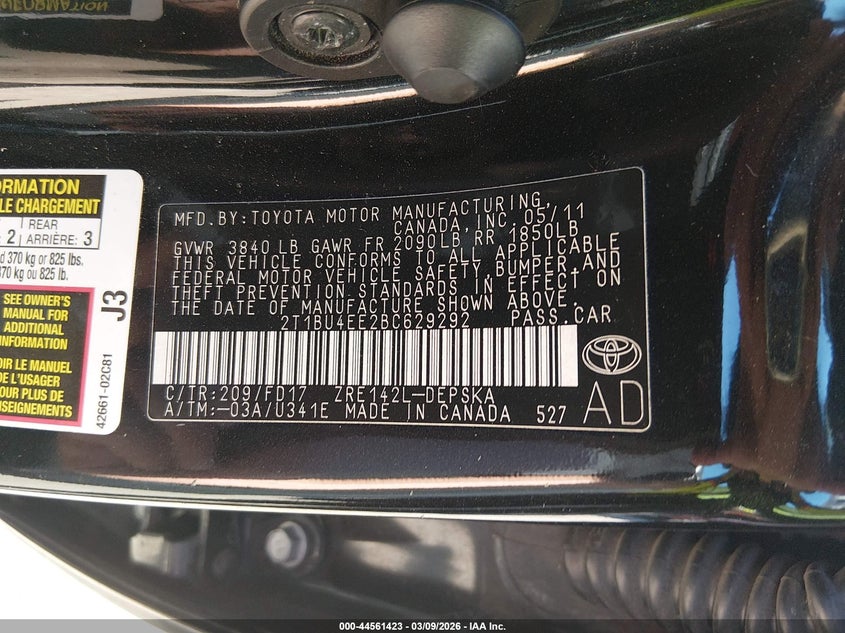 ORMATION
LE CHARGEMENT
2 REAR ARRIÈRE: 3
d 370 kg or 825 lbs.
370 kg ou 825 lb.
SEE OWNER'S
MANUAL FOR
ADDITIONAL
INFORMATION
OIR LE MANUEL
DE L'USAGER
POUR PLUS DE
ENSEIGNEMENTS
J3
42661-02C81
MFD.BY:TOYOTA MOTOR MANUFACTURING,
CANADA,INC.05/11
GVWR 3840 LB GAWR FR 2090LB RR 1850LB
THIS VEHICLE CONFORMS TO ALL APPLICABLE
FEDERAL MOTOR VEHICLE SAFETY,BUMPER,AND
THEFT PREVENTION STANDARDS IN EFFECT ON
THE DATE OF MANUFACTURE SHOWN ABOVE.
2T1BU4EE2BC629292 PASS.CAR
C/TR:209/FD17 ZRE142L-DEPSKA
A/TM:-03A/U341E MADE IN CANADA 527
AD
000-44561423 - 03/09/2026 - IAA Inc.